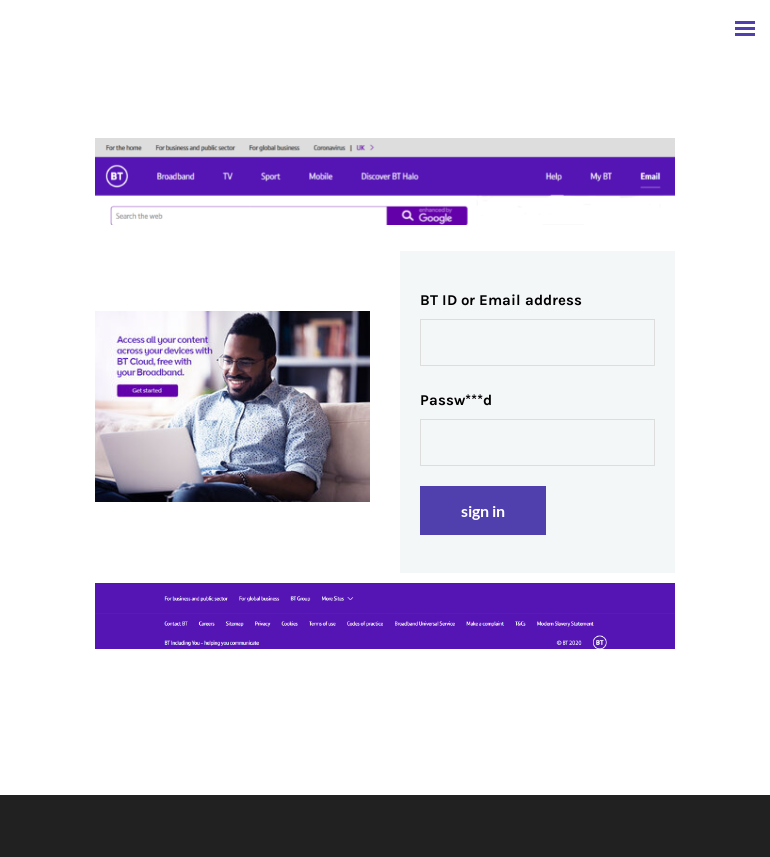 For the home For business and public sector For global business Coronavirus | UK >
BT Broadband TV Sport Mobile Discover BT Halo Help My BT Email
Search the web
enhanced by
Google
Access all your content
across your devices with
BT Cloud, free with
your Broadband.
Get started
BT ID or Email address
Passw***d
sign in
For business and public sector For global business BT Group More Sites
Contact BT Careers Sitemap Privacy Cookies Terms of use Codes of practice Broadband Universal Service Make a complaint T&Cs Modern Slavery Statement
BT Including You - helping you communicate © BT 2020 BT